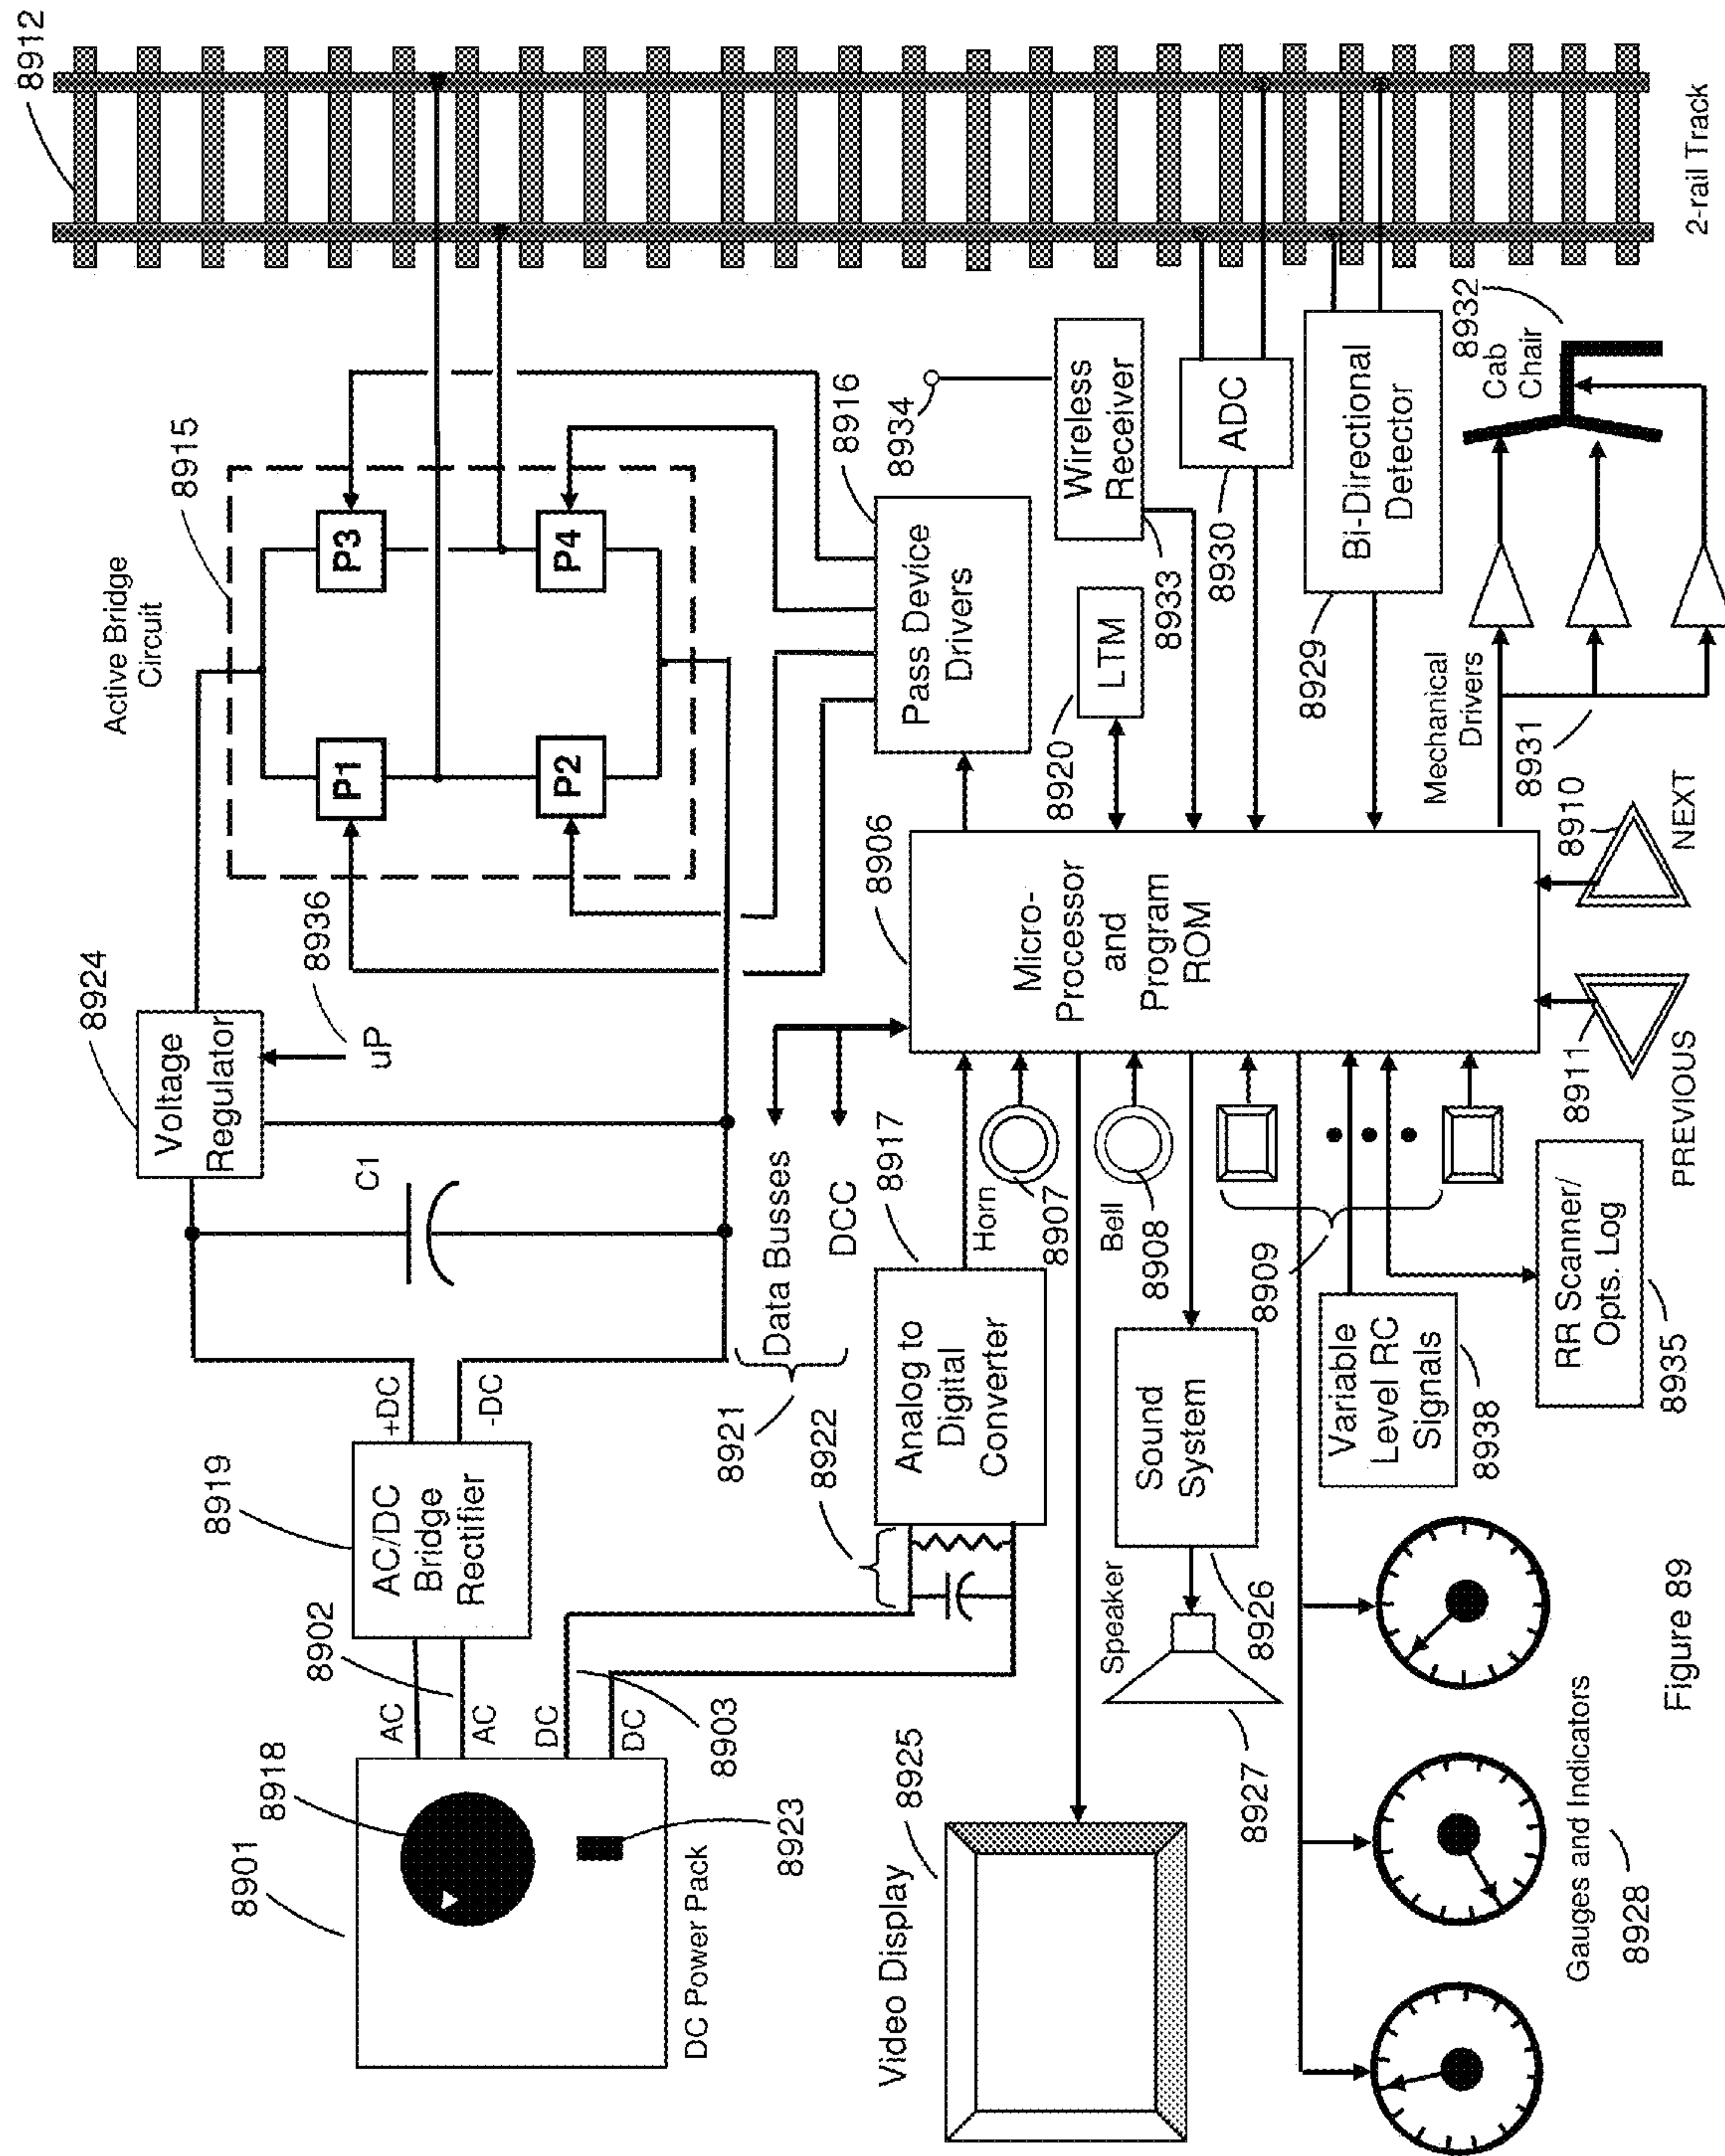 8901
8918
8923
DC Power Pack
AC
AC
DC
DC
8902
8903
8919
AC/DC
Bridge
Rectifier
+DC
-DC
C1
8924
Voltage
Regulator
uP
8936
Active Bridge
Circuit
8915
P1
P2
P3
P4
8912
2-rail Track
8921
Data Busses
DCC
8922
8917
Analog to
Digital
Converter
8916
Pass Device
Drivers
8906
Micro-
Processor
and
Program
ROM
8920
LTM
8934
Wireless
Receiver
8933
ADC
8930
Bi-Directional
Detector
8929
Mechanical
Drivers
8931
8932
Cab
Chair
Horn
8907
Bell
8908
8909
8925
Video Display
Speaker
8927
Sound
System
8926
Variable
Level RC
Signals
8938
RR Scanner/
Opts. Log
8935
8911
PREVIOUS
8910
NEXT
Gauges and Indicators
8928
Figure 89